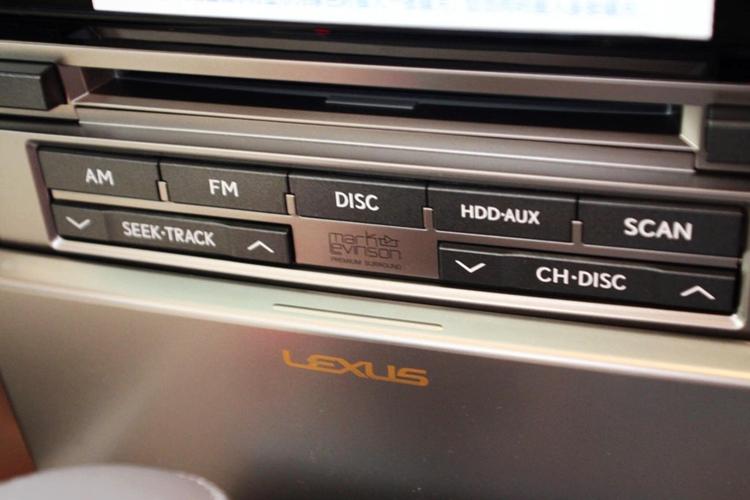 AM FM DISC HDD·AUX SCAN
SEEK·TRACK CH·DISC
mark
levinson
PREMIUM SURROUND
LEXUS